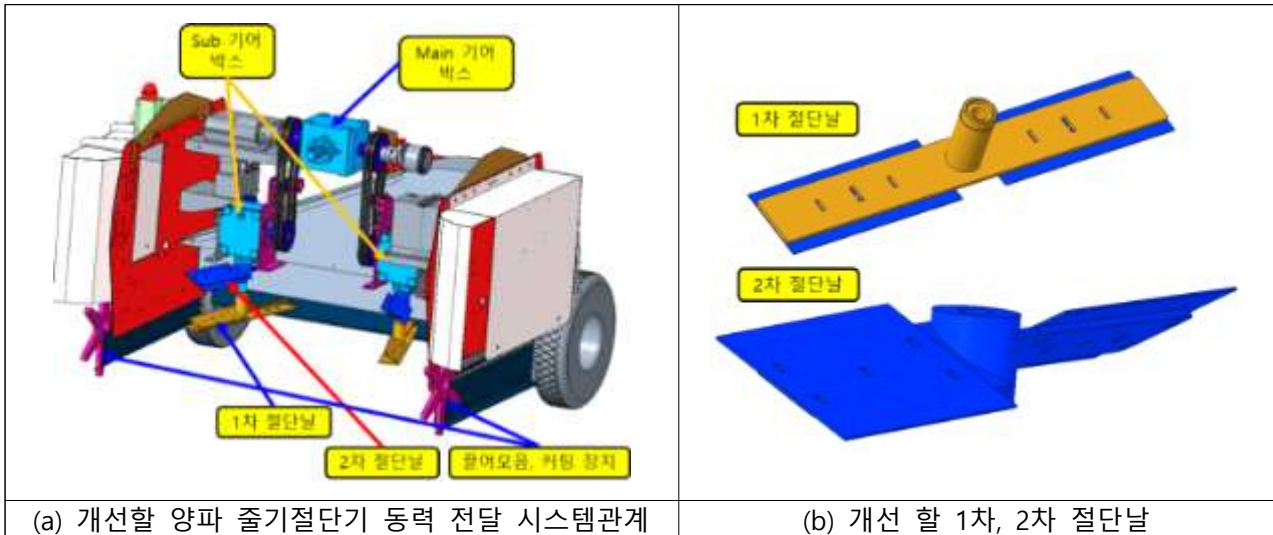 Sub 기어
박스
Main 기어
박스
1차 절단날
2차 절단날
끌어모음, 커팅 장치
1차 절단날
2차 절단날
(a) 개선할 양파 줄기절단기 동력 전달 시스템관계
(b) 개선 할 1차, 2차 절단날